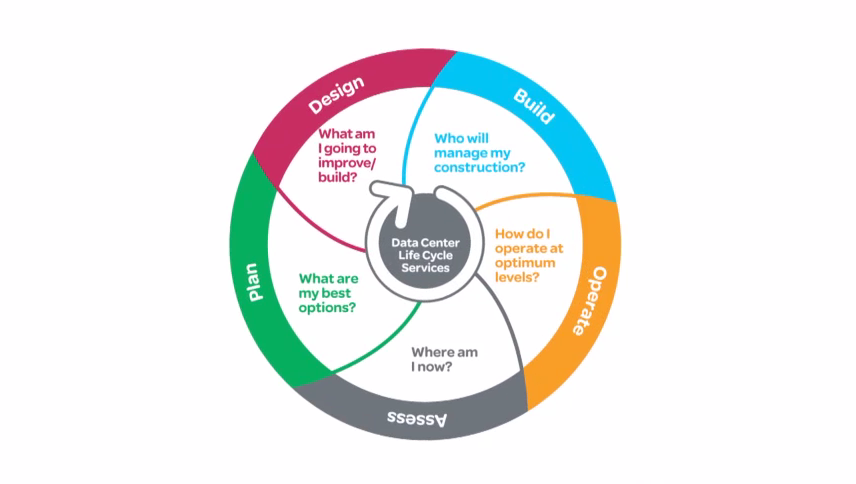 Design
What am
I going to
improve/
build?
Build
Who will
manage my
construction?
Operate
How do I
operate at
optimum
levels?
Assess
Where am
I now?
Plan
What are
my best
options?
Data Center
Life Cycle
Services